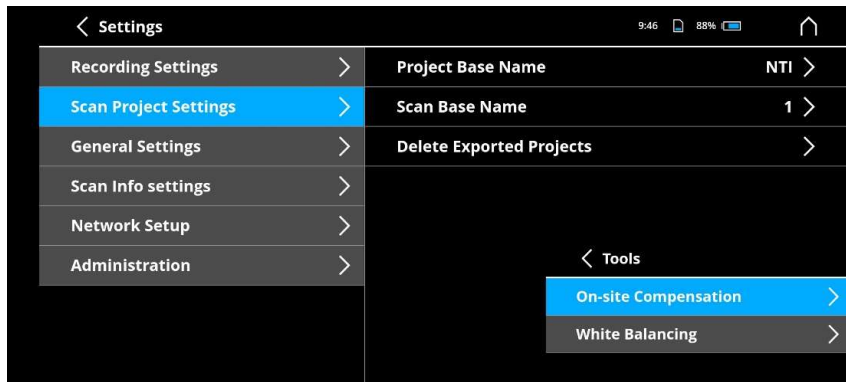 Settings
9:46 88%
Recording Settings
Scan Project Settings
General Settings
Scan Info settings
Network Setup
Administration
Project Base Name NTI
Scan Base Name 1
Delete Exported Projects
Tools
On-site Compensation
White Balancing